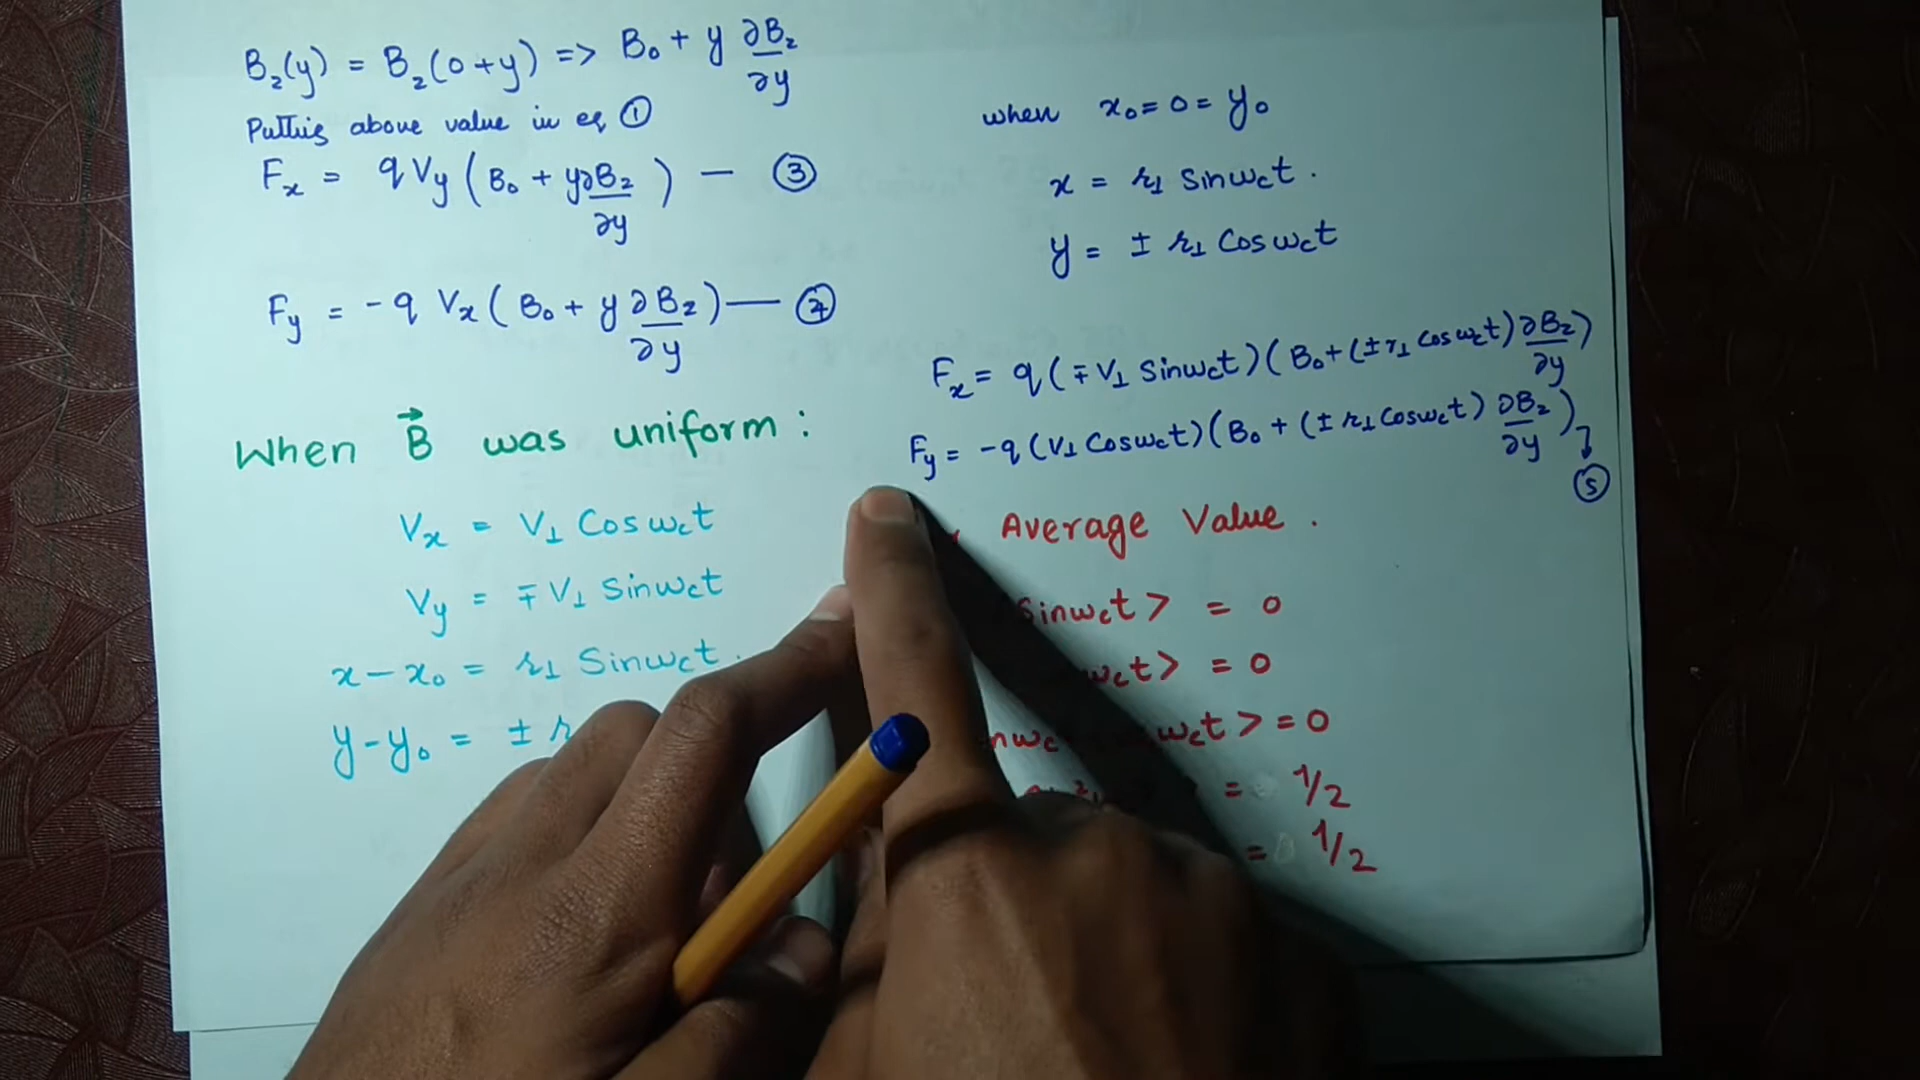 B_z(y) = B_z(0+y) => B₀ + y ∂B_z/∂y
Putting above value in eq ①
F_x = q V_y (B₀ + y ∂B_z/∂y) — ③
F_y = -q V_x (B₀ + y ∂B_z/∂y) — ④
When B⃗ was uniform :
V_x = V⊥ Cos ω_c t
V_y = ∓ V⊥ Sin ω_c t
x - x₀ = r⊥ Sin ω_c t.
y - y₀ = ± r
when x₀ = 0 = y₀
x = r⊥ Sin ω_c t .
y = ± r⊥ Cos ω_c t
F_x = q (∓ V⊥ Sin ω_c t) (B₀ + (± r⊥ Cos ω_c t) ∂B_z/∂y)
F_y = -q (V⊥ Cos ω_c t) (B₀ + (± r⊥ Cos ω_c t) ∂B_z/∂y) ⑤
Average Value .
Sin ω_c t > = 0
ω_c t > = 0
ω_c t > = 0
= 1/2
= 1/2